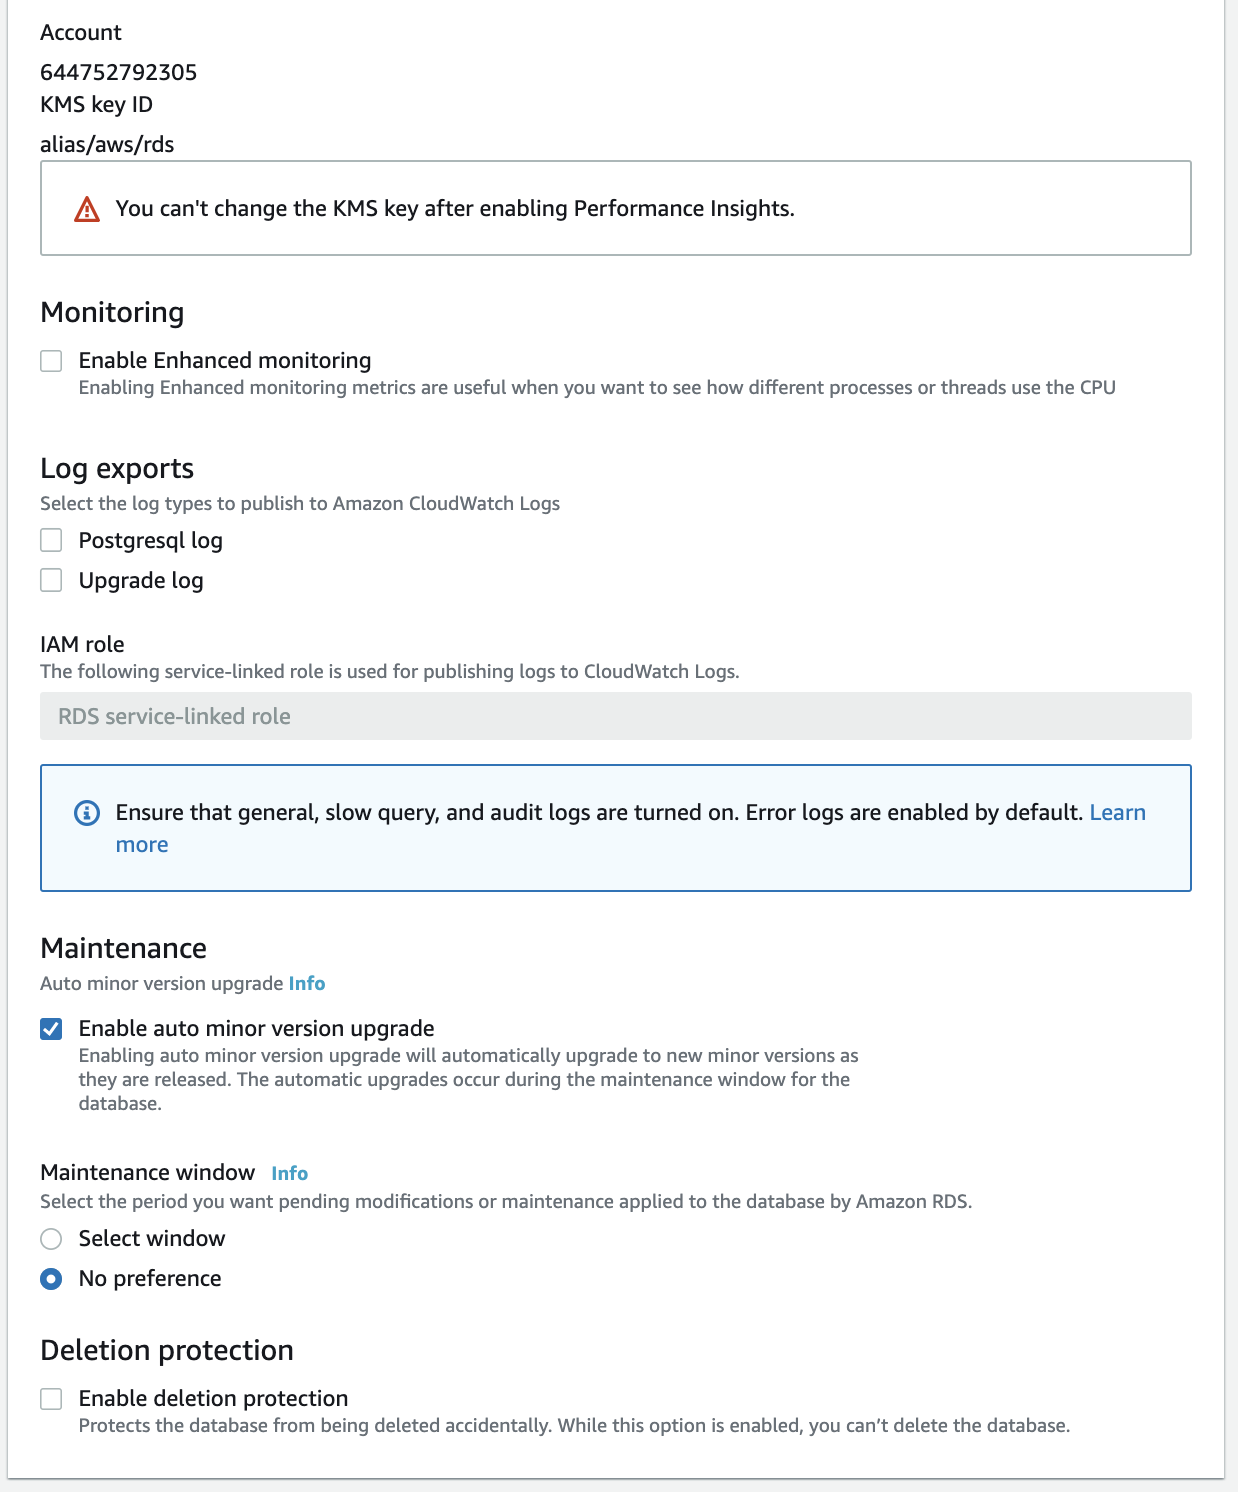 Account
644752792305
KMS key ID
alias/aws/rds
You can't change the KMS key after enabling Performance Insights.
Monitoring
Enable Enhanced monitoring
Enabling Enhanced monitoring metrics are useful when you want to see how different processes or threads use the CPU
Log exports
Select the log types to publish to Amazon CloudWatch Logs
Postgresql log
Upgrade log
IAM role
The following service-linked role is used for publishing logs to CloudWatch Logs.
RDS service-linked role
Ensure that general, slow query, and audit logs are turned on. Error logs are enabled by default. Learn
more
Maintenance
Auto minor version upgrade Info
Enable auto minor version upgrade
Enabling auto minor version upgrade will automatically upgrade to new minor versions as
they are released. The automatic upgrades occur during the maintenance window for the
database.
Maintenance window Info
Select the period you want pending modifications or maintenance applied to the database by Amazon RDS.
Select window
No preference
Deletion protection
Enable deletion protection
Protects the database from being deleted accidentally. While this option is enabled, you can’t delete the database.